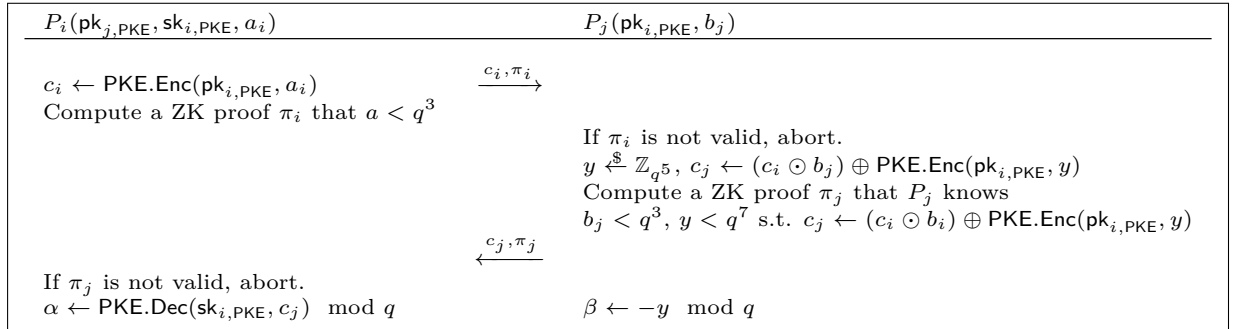 P_i(pk_{j,PKE}, sk_{i,PKE}, a_i) P_j(pk_{i,PKE}, b_j)
c_i ← PKE.Enc(pk_{i,PKE}, a_i) c_i, π_i
Compute a ZK proof π_i that a < q^3
If π_i is not valid, abort.
y ←$ ℤ_{q^5}, c_j ← (c_i ⊙ b_j) ⊕ PKE.Enc(pk_{i,PKE}, y)
Compute a ZK proof π_j that P_j knows
b_j < q^3, y < q^7 s.t. c_j ← (c_i ⊙ b_i) ⊕ PKE.Enc(pk_{i,PKE}, y)
c_j, π_j
If π_j is not valid, abort.
α ← PKE.Dec(sk_{i,PKE}, c_j) mod q β ← −y mod q